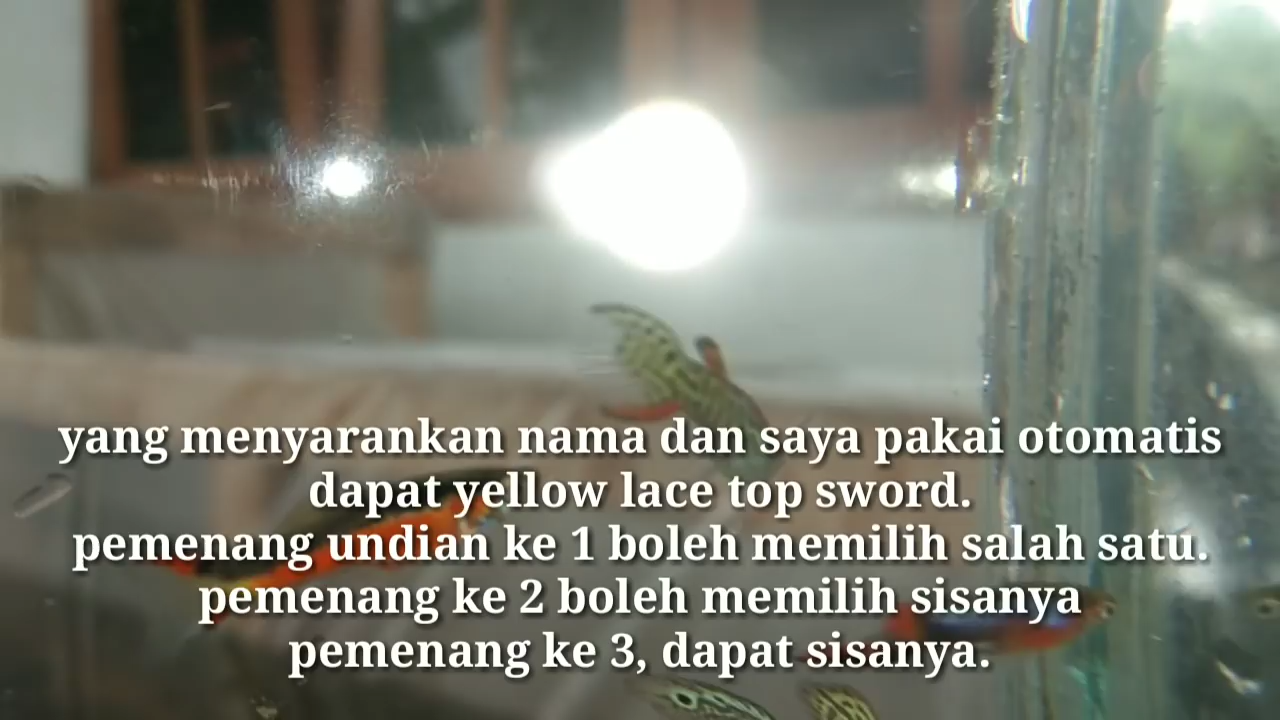 yang menyarankan nama dan saya pakai otomatis
dapat yellow lace top sword.
pemenang undian ke 1 boleh memilih salah satu.
pemenang ke 2 boleh memilih sisanya
pemenang ke 3, dapat sisanya.